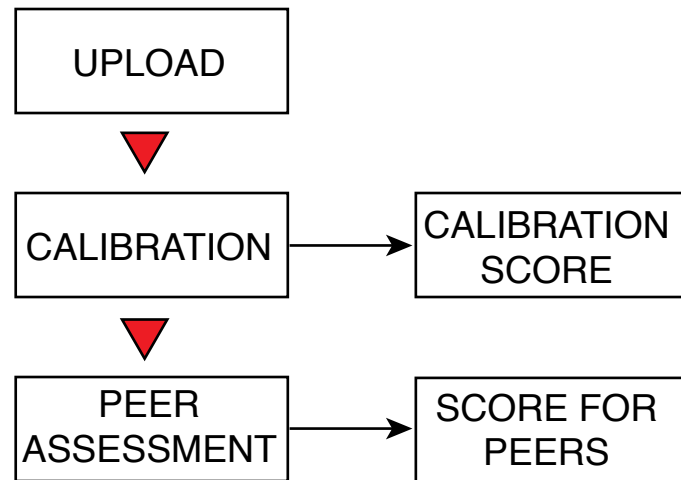 UPLOAD
CALIBRATION
CALIBRATION
SCORE
PEER
ASSESSMENT
SCORE FOR
PEERS